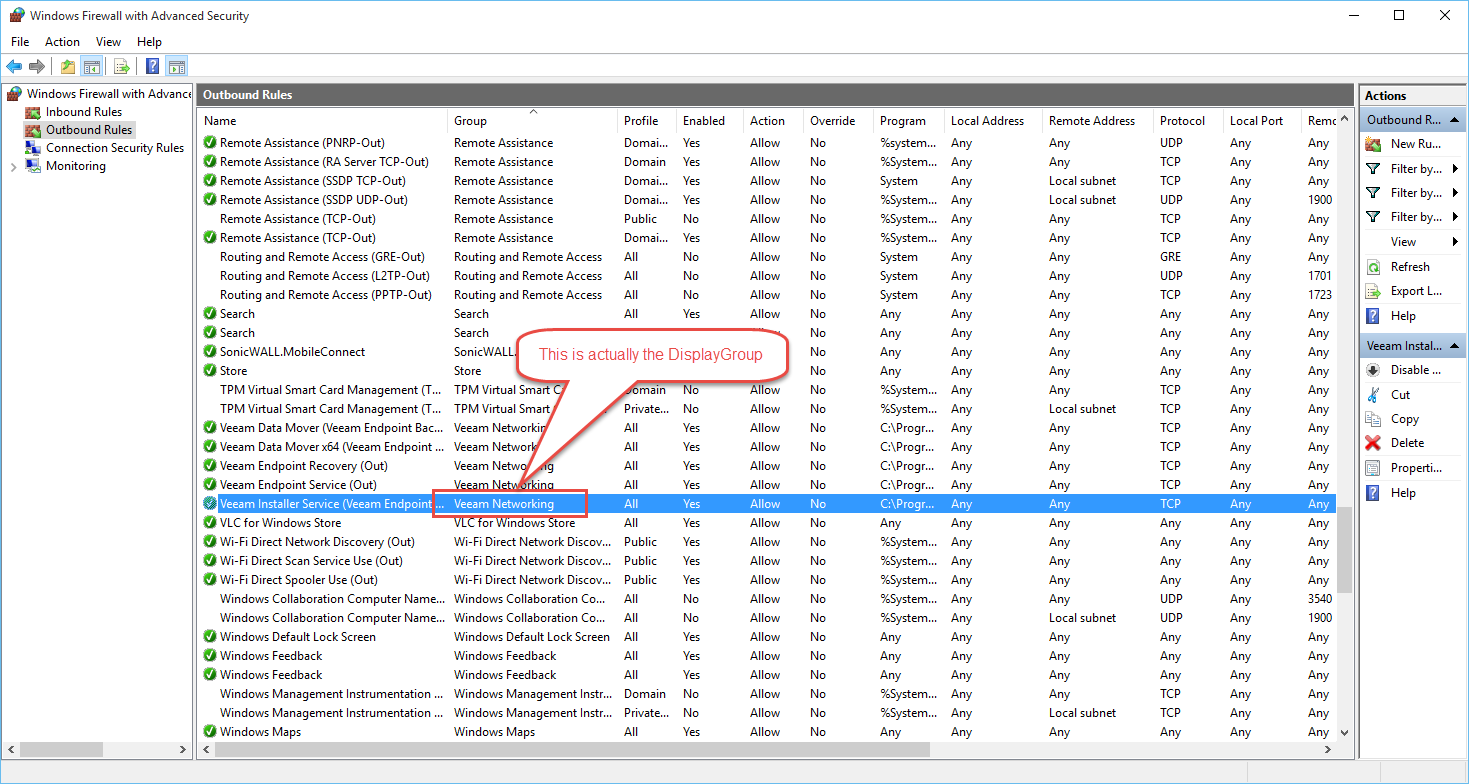 Windows Firewall with Advanced Security
File Action View Help
Windows Firewall with Advance
Inbound Rules
Outbound Rules
Connection Security Rules
Monitoring
Outbound Rules
Name Group Profile Enabled Action Override Program Local Address Remote Address Protocol Local Port Remo
Remote Assistance (PNRP-Out) Remote Assistance Domai... Yes Allow No %system... Any Any UDP Any Any
Remote Assistance (RA Server TCP-Out) Remote Assistance Domain Yes Allow No %System... Any Any TCP Any Any
Remote Assistance (SSDP TCP-Out) Remote Assistance Domai... Yes Allow No System Any Local subnet TCP Any Any
Remote Assistance (SSDP UDP-Out) Remote Assistance Domai... Yes Allow No %System... Any Local subnet UDP Any 1900
Remote Assistance (TCP-Out) Remote Assistance Public No Allow No %System... Any Any TCP Any Any
Remote Assistance (TCP-Out) Remote Assistance Domai... Yes Allow No %System... Any Any TCP Any Any
Routing and Remote Access (GRE-Out) Routing and Remote Access All No Allow No System Any Any GRE Any Any
Routing and Remote Access (L2TP-Out) Routing and Remote Access All No Allow No System Any Any UDP Any 1701
Routing and Remote Access (PPTP-Out) Routing and Remote Access All No Allow No System Any Any TCP Any 1723
Search Search All Yes Allow No Any Any Any Any Any Any
Search Search No Any Any Any Any Any Any
This is actually the DisplayGroup
SonicWALL.MobileConnect SonicWALL. No Any Any Any Any Any Any
Store Store No Any Any Any Any Any Any
TPM Virtual Smart Card Management (T... TPM Virtual Smart C Domain No Allow No %System... Any Any TCP Any Any
TPM Virtual Smart Card Management (T... TPM Virtual Smart Private... No Allow No %System... Any Local subnet TCP Any Any
Veeam Data Mover (Veeam Endpoint Bac... Veeam Networking All Yes Allow No C:\Progr... Any Any TCP Any Any
Veeam Data Mover x64 (Veeam Endpoint ... Veeam Networking All Yes Allow No C:\Progr... Any Any TCP Any Any
Veeam Endpoint Recovery (Out) Veeam Networking All Yes Allow No C:\Progr... Any Any TCP Any Any
Veeam Endpoint Service (Out) Veeam Networking All Yes Allow No C:\Progr... Any Any TCP Any Any
Veeam Installer Service (Veeam Endpoint ... Veeam Networking All Yes Allow No C:\Progr... Any Any TCP Any Any
VLC for Windows Store VLC for Windows Store All Yes Allow No Any Any Any Any Any Any
Wi-Fi Direct Network Discovery (Out) Wi-Fi Direct Network Discov... Public Yes Allow No %System... Any Any Any Any Any
Wi-Fi Direct Scan Service Use (Out) Wi-Fi Direct Network Discov... Public Yes Allow No %System... Any Any Any Any Any
Wi-Fi Direct Spooler Use (Out) Wi-Fi Direct Network Discov... Public Yes Allow No %System... Any Any Any Any Any
Windows Collaboration Computer Name... Windows Collaboration Co... All No Allow No %System... Any Any UDP Any 3540
Windows Collaboration Computer Name... Windows Collaboration Co... All No Allow No %System... Any Local subnet UDP Any 1900
Windows Default Lock Screen Windows Default Lock Screen All Yes Allow No Any Any Any Any Any Any
Windows Feedback Windows Feedback All Yes Allow No Any Any Any Any Any Any
Windows Feedback Windows Feedback All Yes Allow No Any Any Any Any Any Any
Windows Management Instrumentation ... Windows Management Instr... Domain No Allow No %System... Any Any TCP Any Any
Windows Management Instrumentation ... Windows Management Instr... Private... No Allow No %System... Any Local subnet TCP Any Any
Windows Maps Windows Maps All Yes Allow No Any Any Any Any Any Any
Actions
Outbound R...
New Ru...
Filter by...
Filter by...
Filter by...
View
Refresh
Export L...
Help
Veeam Instal...
Disable ...
Cut
Copy
Delete
Properti...
Help